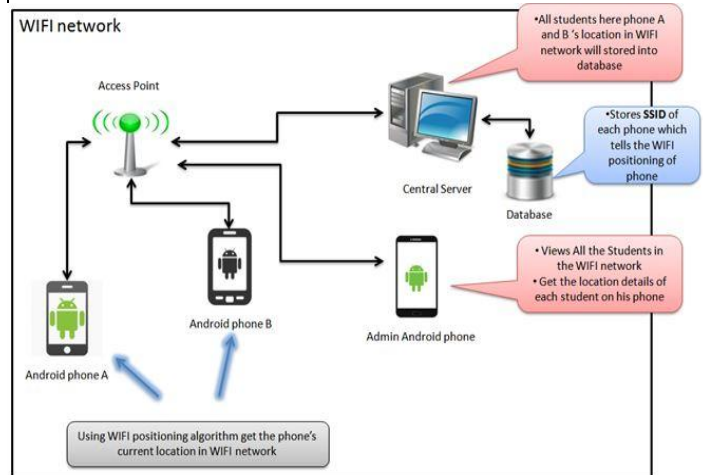 WIFI network
•All students here phone A
and B 's location in WIFI
network will stored into
database
Access Point
•Stores SSID of
each phone which
tells the WIFI
positioning of
phone
Central Server
Database
• Views All the Students in
the WIFI network
• Get the location details of
each student on his phone
Android phone B
Admin Android phone
Android phone A
Using WIFI positioning algorithm get the phone's
current location in WIFI network